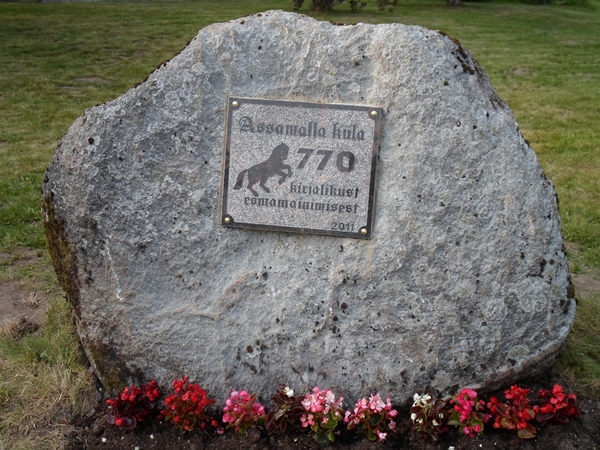 Assamalla küla
770
kirjalikust
esmamainimisest
2011